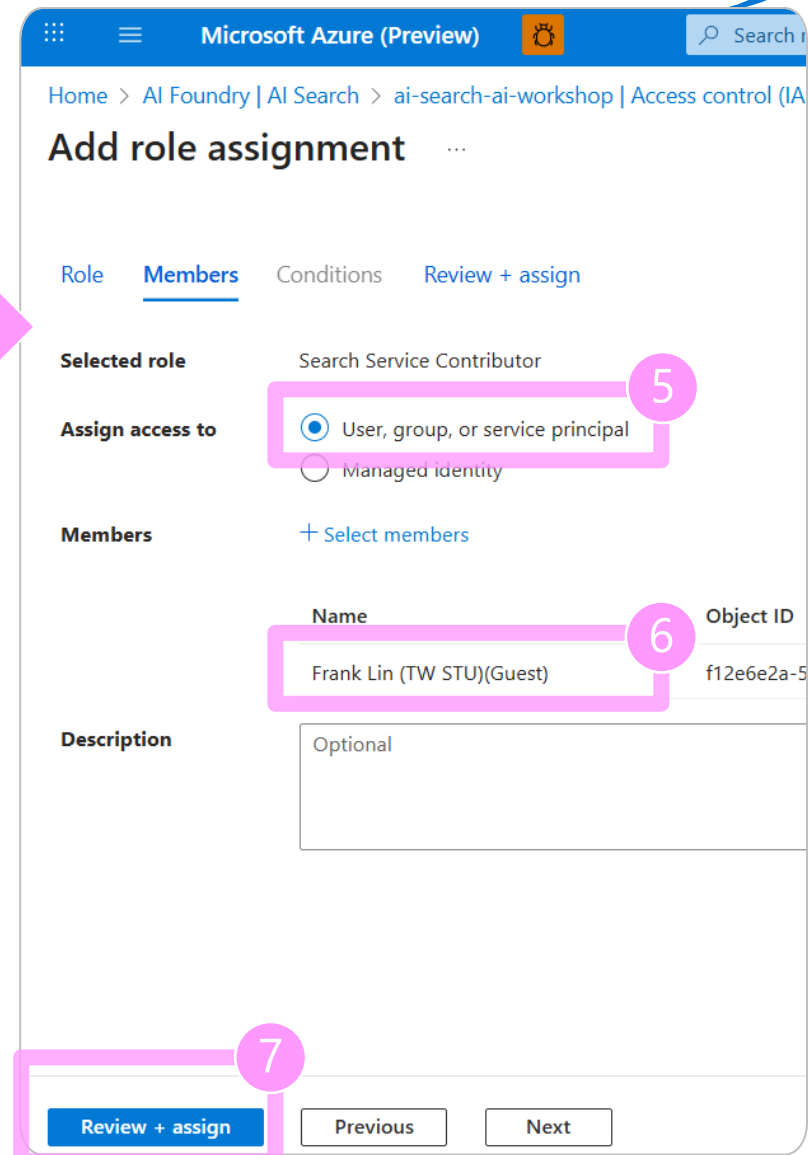 Microsoft Azure (Preview) Search r
Home > AI Foundry | AI Search > ai-search-ai-workshop | Access control (IA
Add role assignment ...
Role Members Conditions Review + assign
Selected role Search Service Contributor
5
Assign access to User, group, or service principal
Managed identity
Members + Select members
Name Object ID
6
Frank Lin (TW STU)(Guest) f12e6e2a-5
Description Optional
7
Review + assign Previous Next